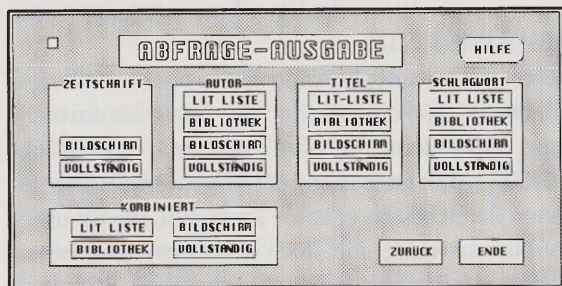 ABFRAGE-AUSGABE
HILFE
ZEITSCHRIFT AUTOR TITEL SCHLAGWORT
LIT LISTE LIT-LISTE LIT LISTE
BIBLIOTHEK BIBLIOTHEK BIBLIOTHEK
BILDSCHIRM BILDSCHIRM BILDSCHIRM BILDSCHIRM
VOLLSTÄNDIG VOLLSTÄNDIG VOLLSTÄNDIG VOLLSTÄNDIG
KOMBINIERT
LIT LISTE BILDSCHIRM
BIBLIOTHEK VOLLSTÄNDIG
ZURÜCK ENDE